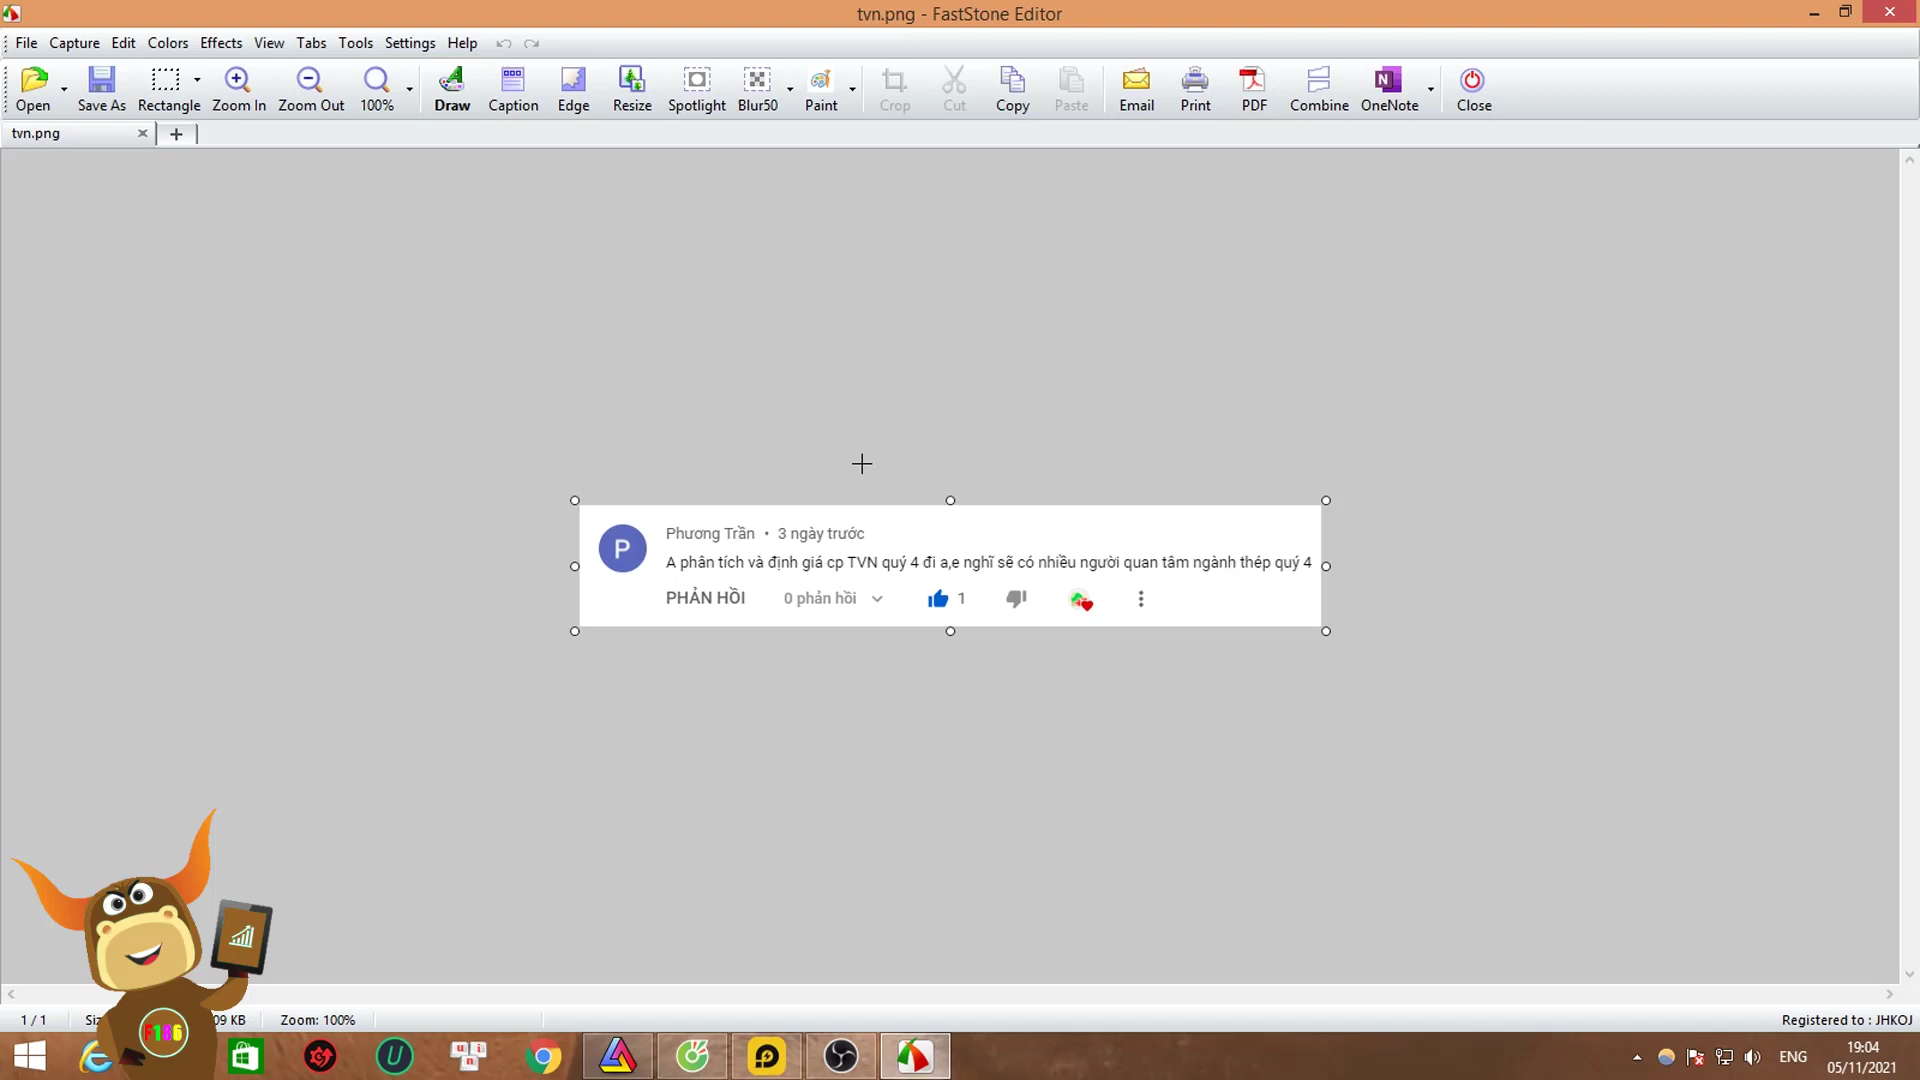 tvn.png - FastStone Editor
File Capture Edit Colors Effects View Tabs Tools Settings Help
Open Save As Rectangle Zoom In Zoom Out 100% Draw Caption Edge Resize Spotlight Blur50 Paint Crop Cut Copy Paste Email Print PDF Combine OneNote Close
tvn.png
P
Phương Trần • 3 ngày trước
A phân tích và định giá cp TVN quý 4 đi a,e nghĩ sẽ có nhiều người quan tâm ngành thép quý 4
PHẢN HỒI 0 phản hồi 1
1 / 1 09 KB Zoom: 100% Registered to : JHKOJ
F186
ENG
19:04
05/11/2021